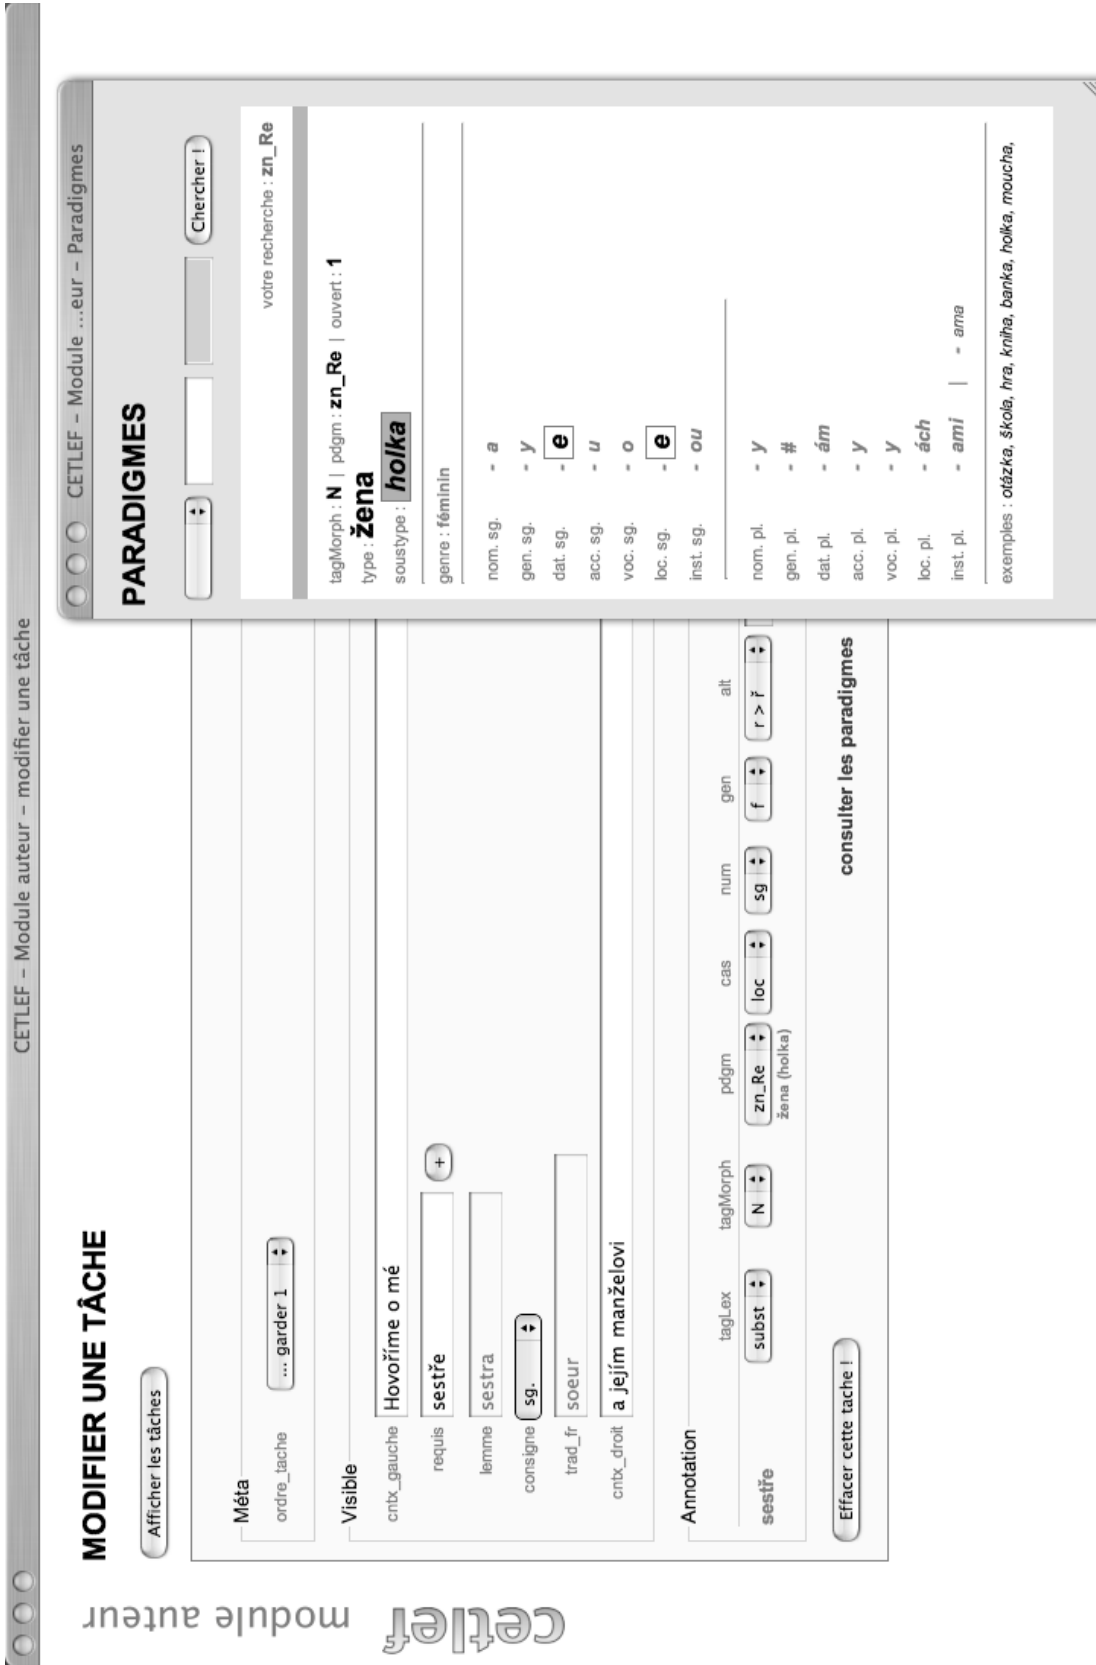 CETLEF – Module auteur – modifier une tâche
cetlef
module auteur
MODIFIER UNE TÂCHE
Afficher les tâches
Méta
ordre_tache ... garder 1
Visible
cntx_gauche Hovoříme o mé
requis sestře +
lemme sestra
consigne sg.
trad_fr soeur
cntx_droit a jejím manželovi
Annotation
tagLex tagMorph pdgm cas num gen alt
sestře subst N zn_Re loc sg f r > ř
žena (holka)
Effacer cette tache !
consulter les paradigmes
CETLEF – Module ...eur – Paradigmes
PARADIGMES
Chercher !
votre recherche : zn_Re
tagMorph : N | pdgm : zn_Re | ouvert : 1
type : žena
soustype : holka
genre : féminin
nom. sg. - a
gen. sg. - y
dat. sg. - e
acc. sg. - u
voc. sg. - o
loc. sg. - e
inst. sg. - ou
nom. pl. - y
gen. pl. - #
dat. pl. - ám
acc. pl. - y
voc. pl. - y
loc. pl. - ách
inst. pl. - ami | - ama
exemples : otázka, škola, hra, kniha, banka, holka, moucha,